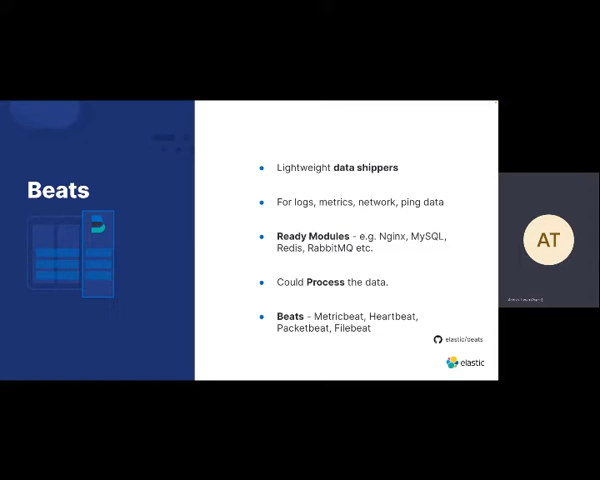 Beats
Lightweight data shippers
For logs, metrics, network, ping data
Ready Modules - e.g. Nginx, MySQL,
Redis, RabbitMQ etc.
Could Process the data.
Beats - Metricbeat, Heartbeat,
Packetbeat, Filebeat
elastic/beats
elastic
AT